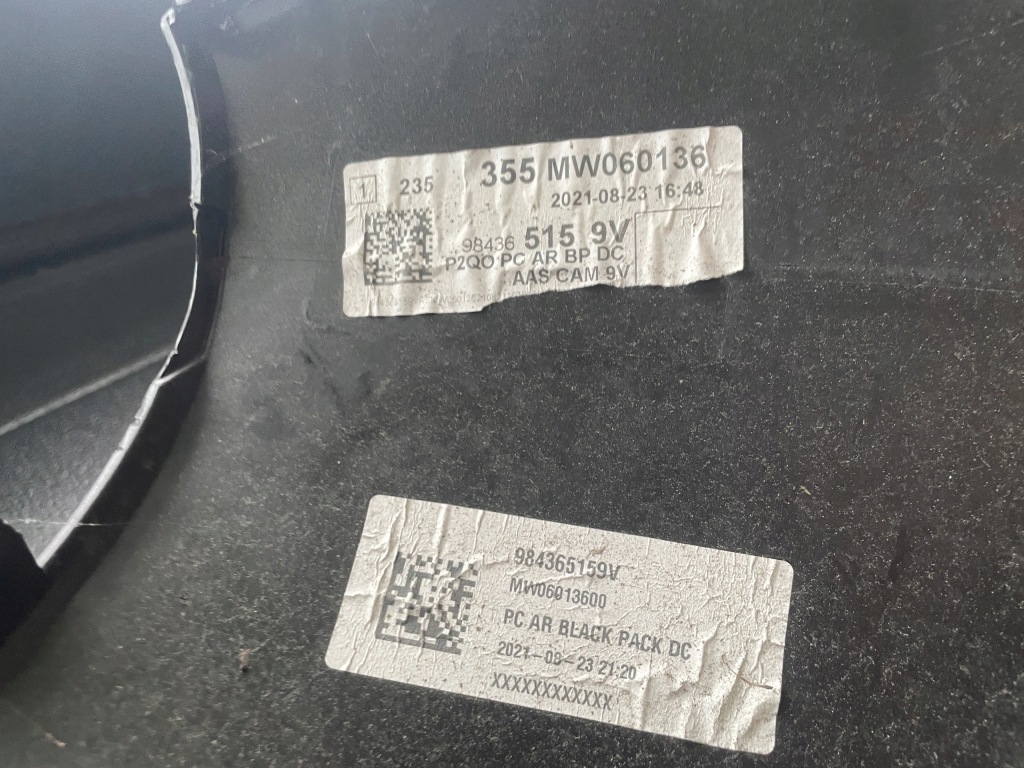 1 235 355 MW060136
2021-08-23 16:48
98436 515 9V
P2QO PC AR BP DC
AAS CAM 9V
984365159V
MW06013600
PC AR BLACK PACK DC
2021-08-23 21:20
XXXXXXXXXXXX